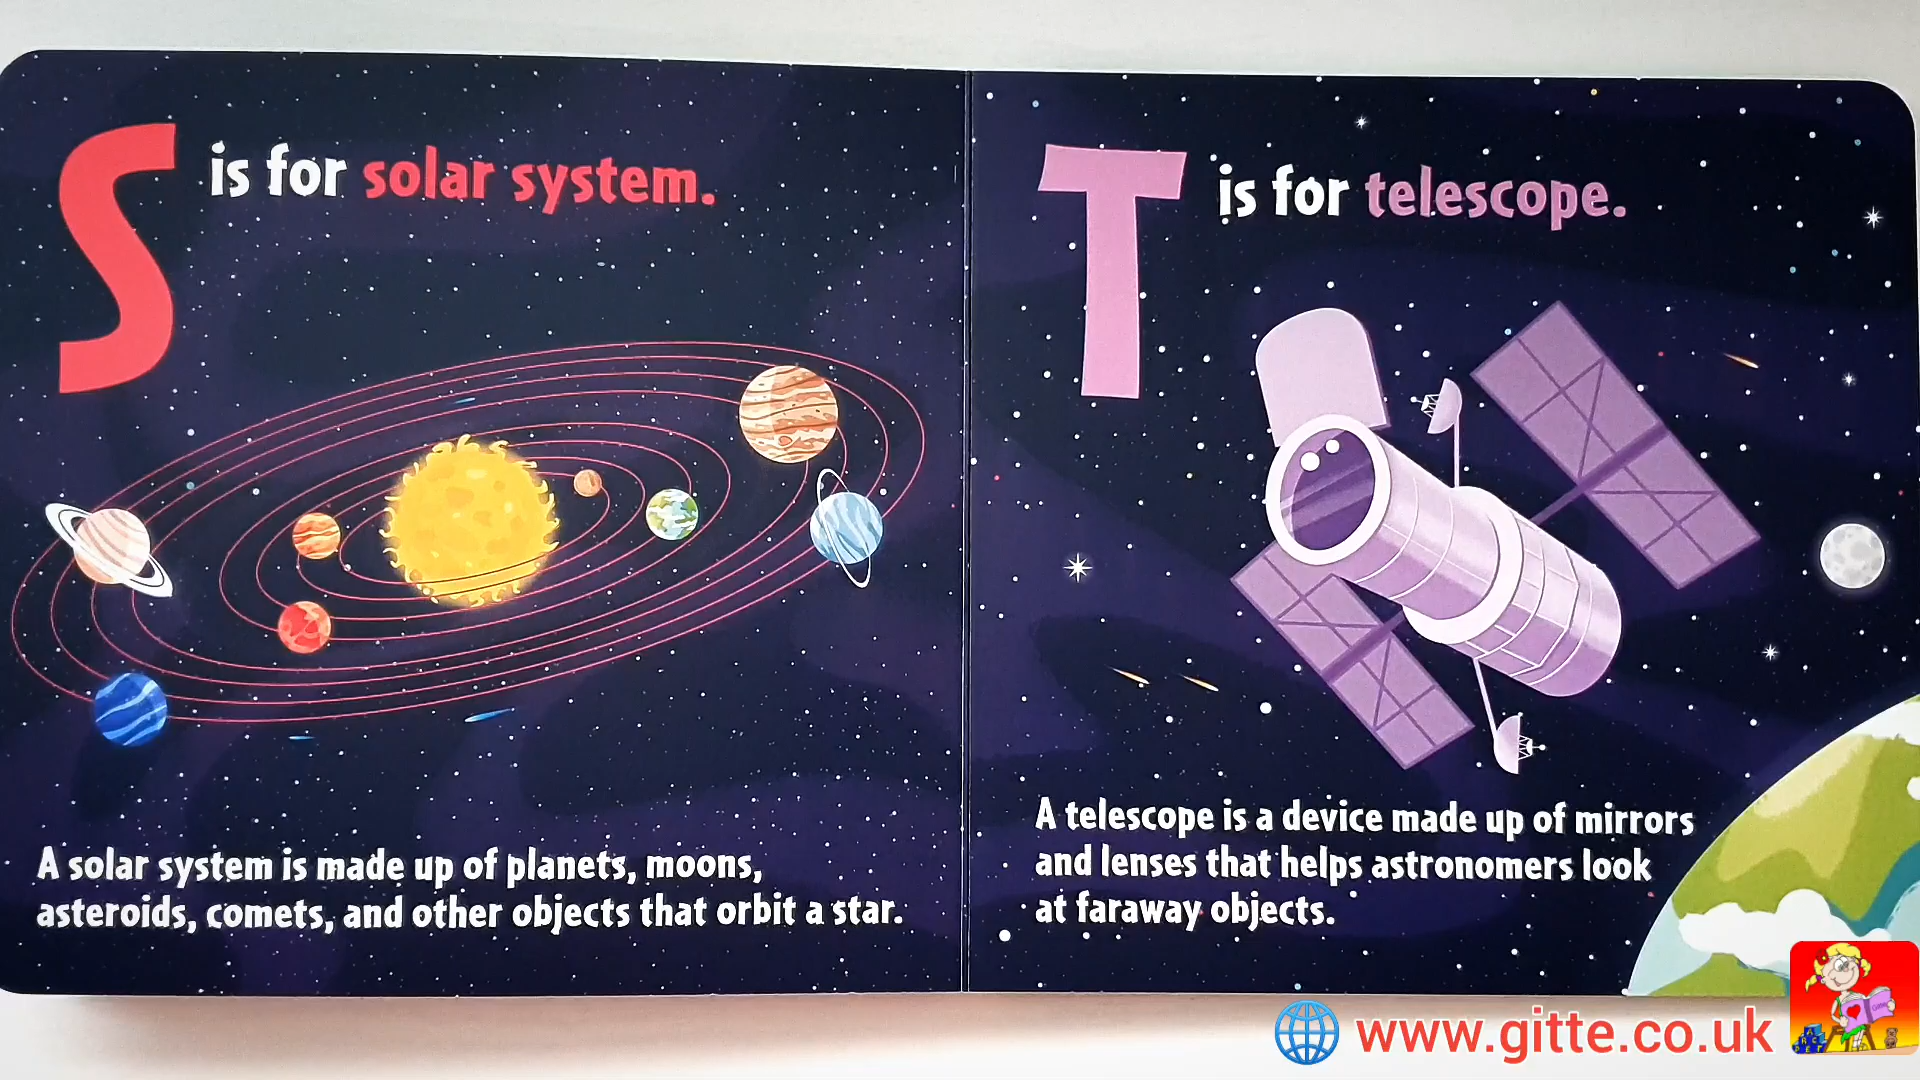 S is for solar system.
A solar system is made up of planets, moons,
asteroids, comets, and other objects that orbit a star.
T is for telescope.
A telescope is a device made up of mirrors
and lenses that helps astronomers look
at faraway objects.
www.gitte.co.uk